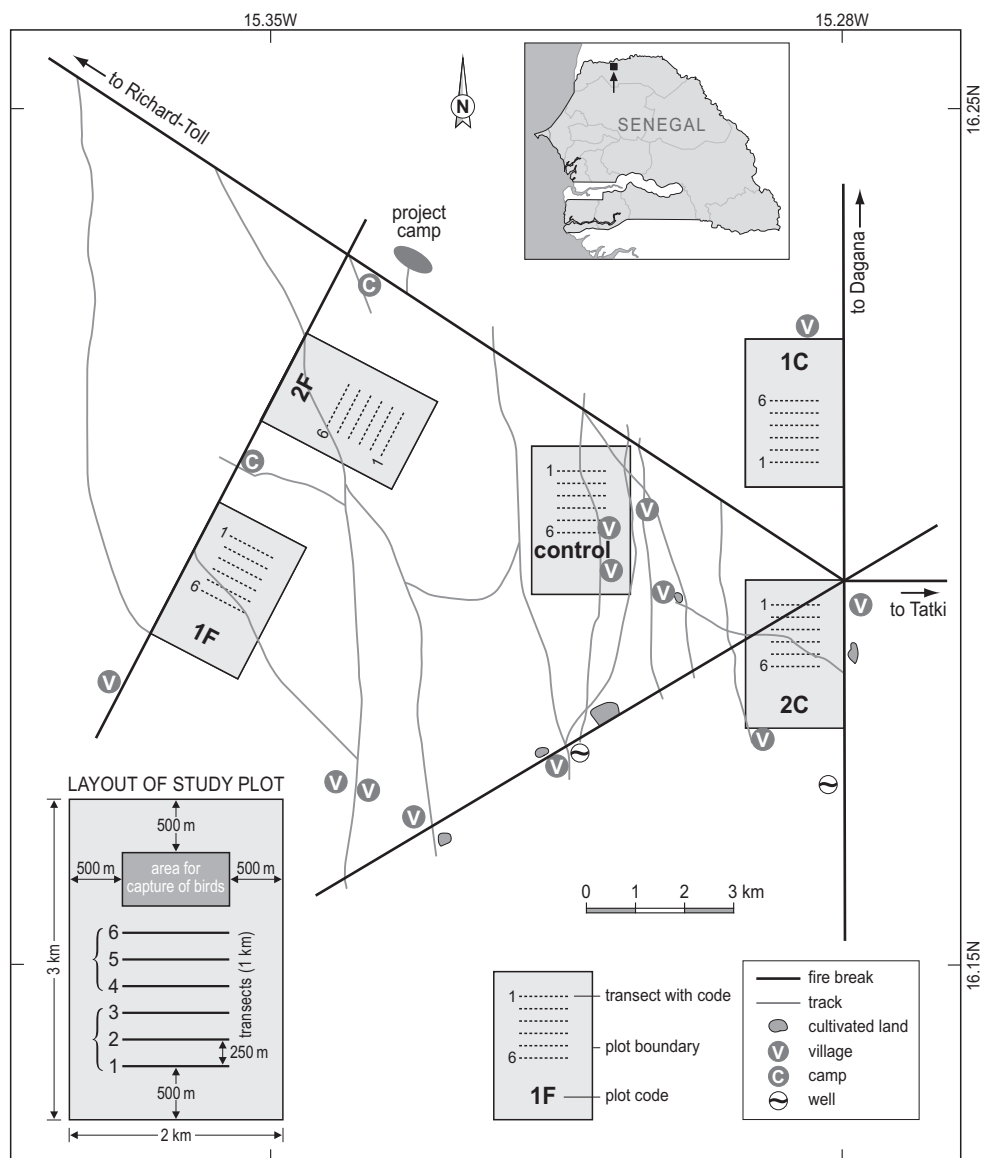 15.35W
15.28W
16.25N
16.15N
to Richard-Toll
N
SENEGAL
project
camp
to Dagana
C
V
1C
6
1
2F
6
1
C
1
6
control
V
V
V
V
1
6
1F
V
1
6
2C
V
to Tatki
V
V
V
V
V
V
LAYOUT OF STUDY PLOT
500 m
500 m
area for
capture of birds
500 m
6
5
4
3
2
1
transects (1 km)
250 m
500 m
3 km
2 km
0 1 2 3 km
1
6
1F
transect with code
plot boundary
plot code
fire break
track
cultivated land
V village
C camp
well